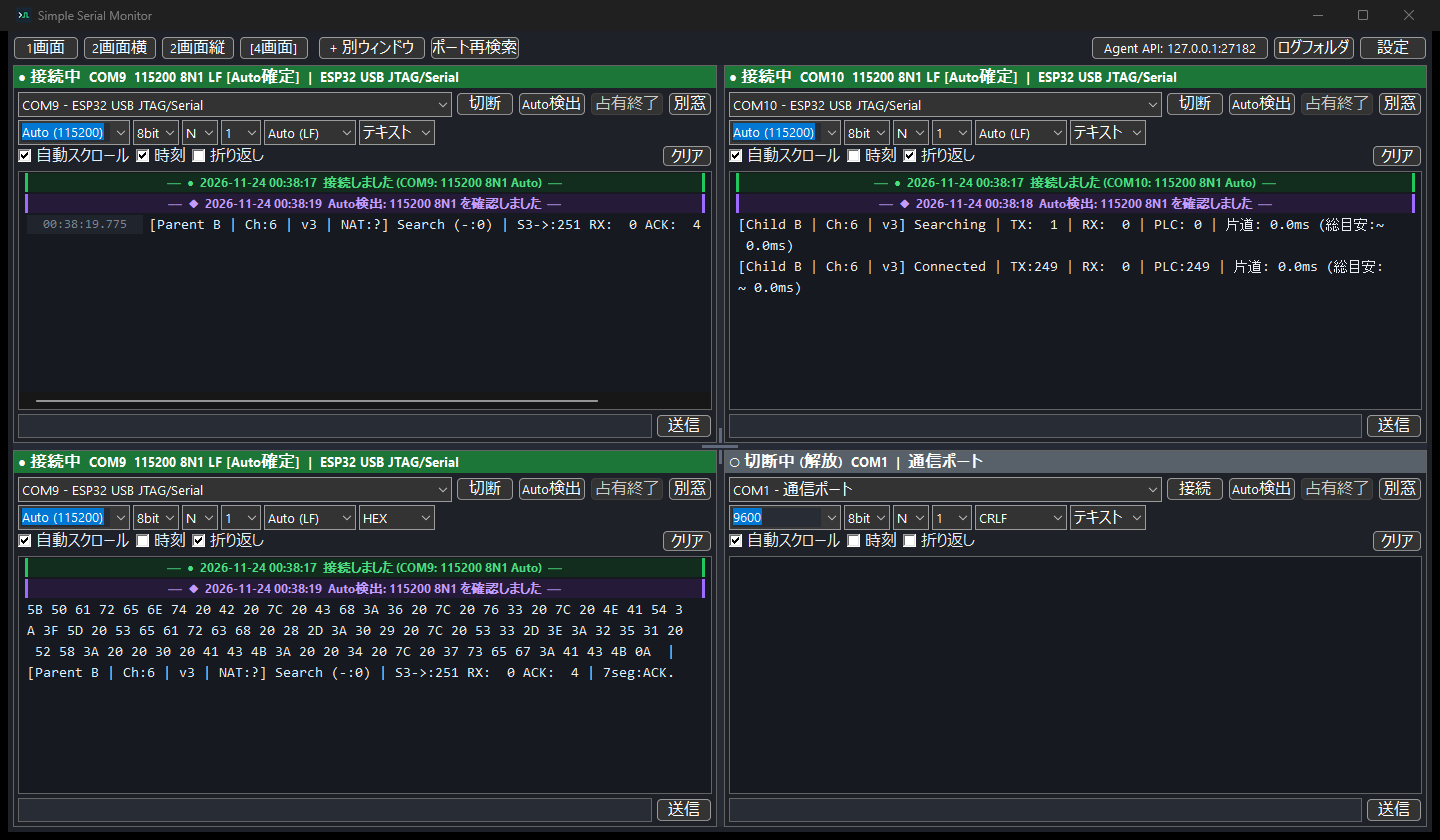 Simple Serial Monitor
1画面 2画面横 2画面縦 [4画面] + 別ウィンドウ ポート再検索 Agent API: 127.0.0.1:27182 ログフォルダ 設定
● 接続中 COM9 115200 8N1 LF [Auto確定] | ESP32 USB JTAG/Serial
COM9 - ESP32 USB JTAG/Serial 切断 Auto検出 占有終了 別窓
Auto (115200) 8bit N 1 Auto (LF) テキスト
自動スクロール 時刻 折り返し クリア
— ● 2026-11-24 00:38:17 接続しました (COM9: 115200 8N1 Auto) —
— ◆ 2026-11-24 00:38:19 Auto検出: 115200 8N1 を確認しました —
00:38:19.775 [Parent B | Ch:6 | v3 | NAT:?] Search (-:0) | S3->:251 RX:  0 ACK:  4
送信
● 接続中 COM10 115200 8N1 LF [Auto確定] | ESP32 USB JTAG/Serial
COM10 - ESP32 USB JTAG/Serial 切断 Auto検出 占有終了 別窓
Auto (115200) 8bit N 1 Auto (LF) テキスト
自動スクロール 時刻 折り返し クリア
— ● 2026-11-24 00:38:17 接続しました (COM10: 115200 8N1 Auto) —
— ◆ 2026-11-24 00:38:18 Auto検出: 115200 8N1 を確認しました —
[Child B | Ch:6 | v3] Searching | TX:  1 | RX:  0 | PLC: 0 | 片道: 0.0ms (総目安:~
0.0ms)
[Child B | Ch:6 | v3] Connected | TX:249 | RX:  0 | PLC:249 | 片道: 0.0ms (総目安:
~ 0.0ms)
送信
● 接続中 COM9 115200 8N1 LF [Auto確定] | ESP32 USB JTAG/Serial
COM9 - ESP32 USB JTAG/Serial 切断 Auto検出 占有終了 別窓
Auto (115200) 8bit N 1 Auto (LF) HEX
自動スクロール 時刻 折り返し クリア
— ● 2026-11-24 00:38:17 接続しました (COM9: 115200 8N1 Auto) —
— ◆ 2026-11-24 00:38:19 Auto検出: 115200 8N1 を確認しました —
5B 50 61 72 65 6E 74 20 42 20 7C 20 43 68 3A 36 20 7C 20 76 33 20 7C 20 4E 41 54 3
A 3F 5D 20 53 65 61 72 63 68 20 28 2D 3A 30 29 20 7C 20 53 33 2D 3E 3A 32 35 31 20
52 58 3A 20 20 30 20 41 43 4B 3A 20 20 34 20 7C 20 37 73 65 67 3A 41 43 4B 0A  |
[Parent B | Ch:6 | v3 | NAT:?] Search (-:0) | S3->:251 RX:  0 ACK:  4 | 7seg:ACK.
送信
○ 切断中 (解放) COM1 | 通信ポート
COM1 - 通信ポート 接続 Auto検出 占有終了 別窓
9600 8bit N 1 CRLF テキスト
自動スクロール 時刻 折り返し クリア
送信